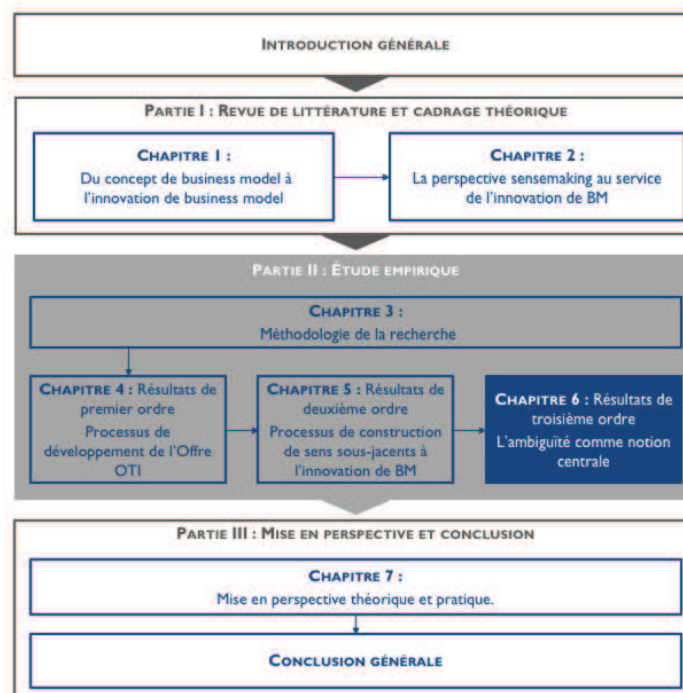 INTRODUCTION GÉNÉRALE
PARTIE I : REVUE DE LITTÉRATURE ET CADRAGE THÉORIQUE
CHAPITRE 1 :
Du concept de business model à
l'innovation de business model
CHAPITRE 2 :
La perspective sensemaking au service
de l'innovation de BM
PARTIE II : ÉTUDE EMPIRIQUE
CHAPITRE 3 :
Méthodologie de la recherche
CHAPITRE 4 : Résultats de
premier ordre
Processus de
développement de l'Offre
OTI
CHAPITRE 5 : Résultats de
deuxième ordre
Processus de construction
de sens sous-jacents à
l'innovation de BM
CHAPITRE 6 : Résultats de
troisième ordre
L'ambiguïté comme notion
centrale
PARTIE III : MISE EN PERSPECTIVE ET CONCLUSION
CHAPITRE 7 :
Mise en perspective théorique et pratique.
CONCLUSION GÉNÉRALE